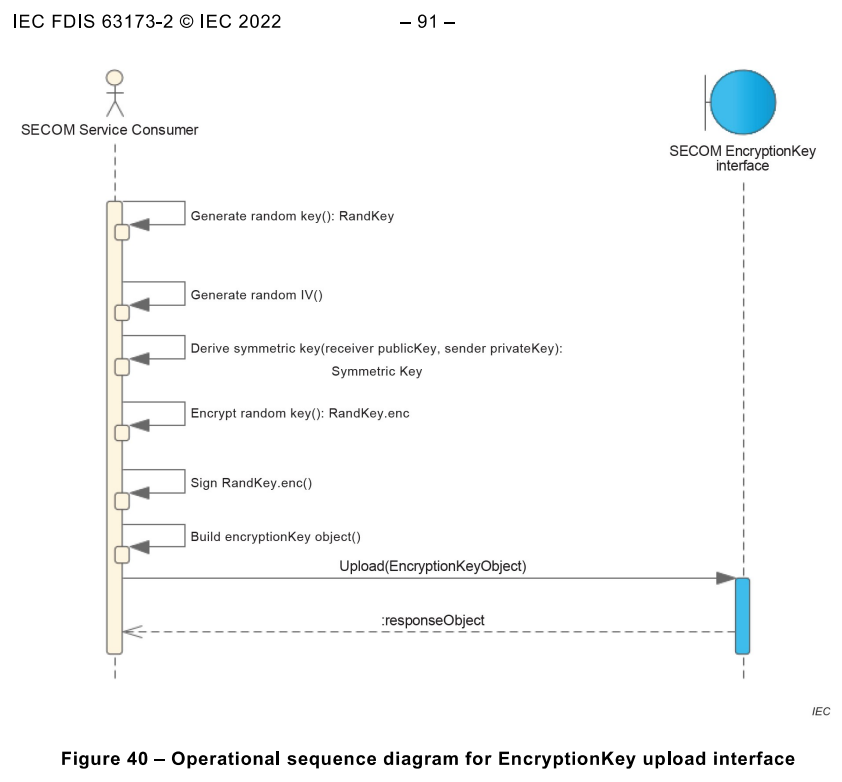 IEC FDIS 63173-2 © IEC 2022 – 91 –
SECOM Service Consumer
SECOM EncryptionKey
interface
Generate random key(): RandKey
Generate random IV()
Derive symmetric key(receiver publicKey, sender privateKey):
Symmetric Key
Encrypt random key(): RandKey.enc
Sign RandKey.enc()
Build encryptionKey object()
Upload(EncryptionKeyObject)
:responseObject
IEC
Figure 40 – Operational sequence diagram for EncryptionKey upload interface